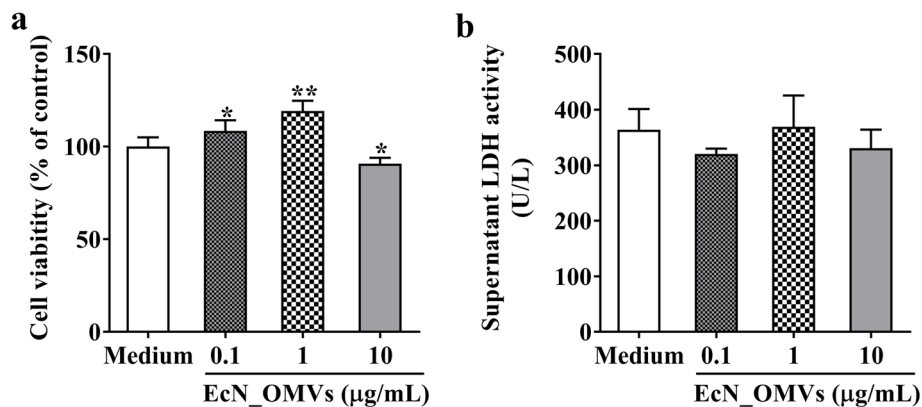 a
Cell viabitity (% of control)
150
100
50
0
*
**
*
Medium 0.1 1 10
EcN_OMVs (μg/mL)
b
Supernatant LDH activity
(U/L)
500
400
300
200
100
0
Medium 0.1 1 10
EcN_OMVs (μg/mL)